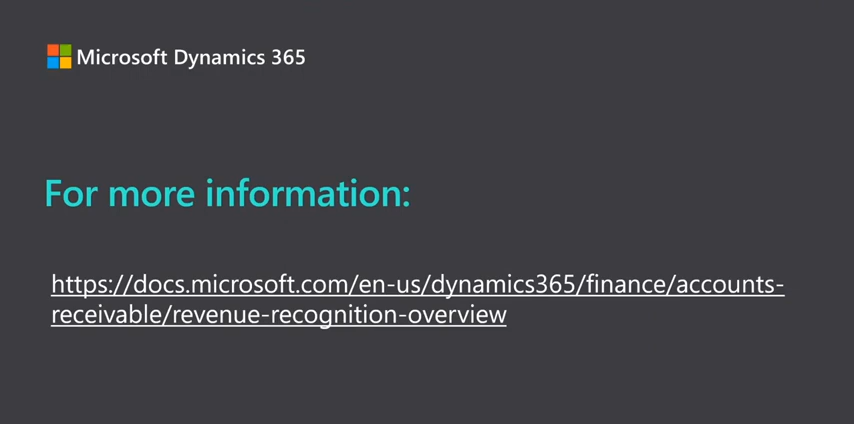 Microsoft Dynamics 365
For more information:
https://docs.microsoft.com/en-us/dynamics365/finance/accounts-
receivable/revenue-recognition-overview